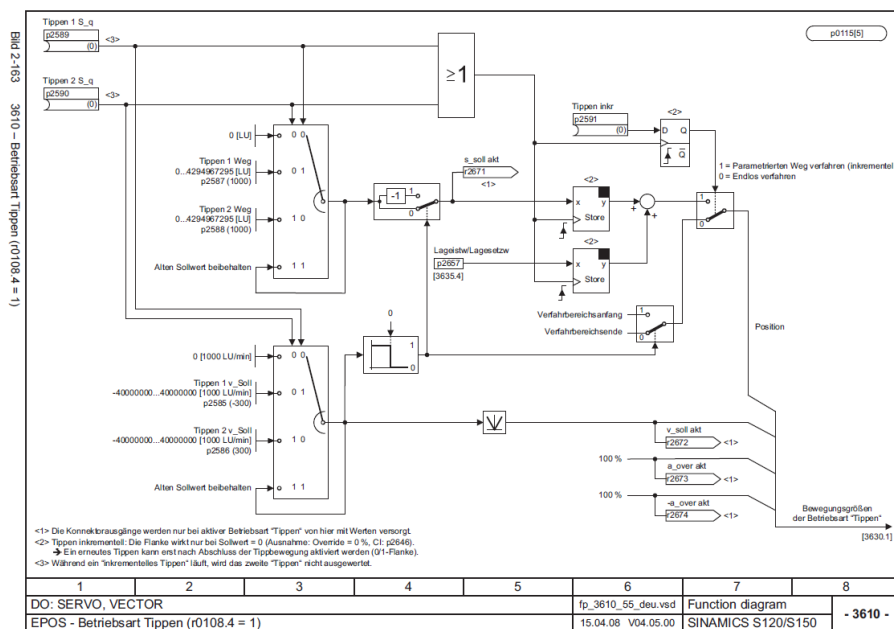 Bild 2-163 3610 – Betriebsart Tippen (r0108.4 = 1)
Tippen 1 S_q
p2589
(0)
<3>
Tippen 2 S_q
p2590
(0)
<3>
≥1
p0115[5]
Tippen inkr
p2591
(0)
<2>
D Q
Q
1 = Parametrierten Weg verfahren (inkrementel
0 = Endlos verfahren
0 [LU]
0 0
Tippen 1 Weg
0...4294967295 [LU]
p2587 (1000)
0 1
Tippen 2 Weg
0...4294967295 [LU]
p2588 (1000)
1 0
Alten Sollwert beibehalten
1 1
-1
1
0
s_soll akt
r2671
<1>
<2>
x y
Store
+
+
1
0
Lageistw/Lagesetzw
p2657
[3635.4]
<2>
x y
Store
Verfahrbereichsanfang
1
Verfahrbereichsende
0
Position
0
1
0
0 [1000 LU/min]
0 0
Tippen 1 v_Soll
-40000000...40000000 [1000 LU/min]
p2585 (-300)
0 1
Tippen 2 v_Soll
-40000000...40000000 [1000 LU/min]
p2586 (300)
1 0
Alten Sollwert beibehalten
1 1
v_soll akt
r2672
<1>
100 %
a_over akt
r2673
<1>
100 %
-a_over akt
r2674
<1>
Bewegungsgrößen
der Betriebsart "Tippen"
[3630.1]
<1> Die Konnektorausgänge werden nur bei aktiver Betriebsart "Tippen" von hier mit Werten versorgt.
<2> Tippen inkrementell: Die Flanke wirkt nur bei Sollwert = 0 (Ausnahme: Override = 0 %, CI: p2646).
➔ Ein erneutes Tippen kann erst nach Abschluss der Tippbewegung aktiviert werden (0/1-Flanke).
<3> Während ein "inkrementelles Tippen" läuft, wird das zweite "Tippen" nicht ausgewertet.
1 2 3 4 5 6 7 8
DO: SERVO, VECTOR
fp_3610_55_deu.vsd
Function diagram
- 3610 -
EPOS - Betriebsart Tippen (r0108.4 = 1)
15.04.08 V04.05.00
SINAMICS S120/S150